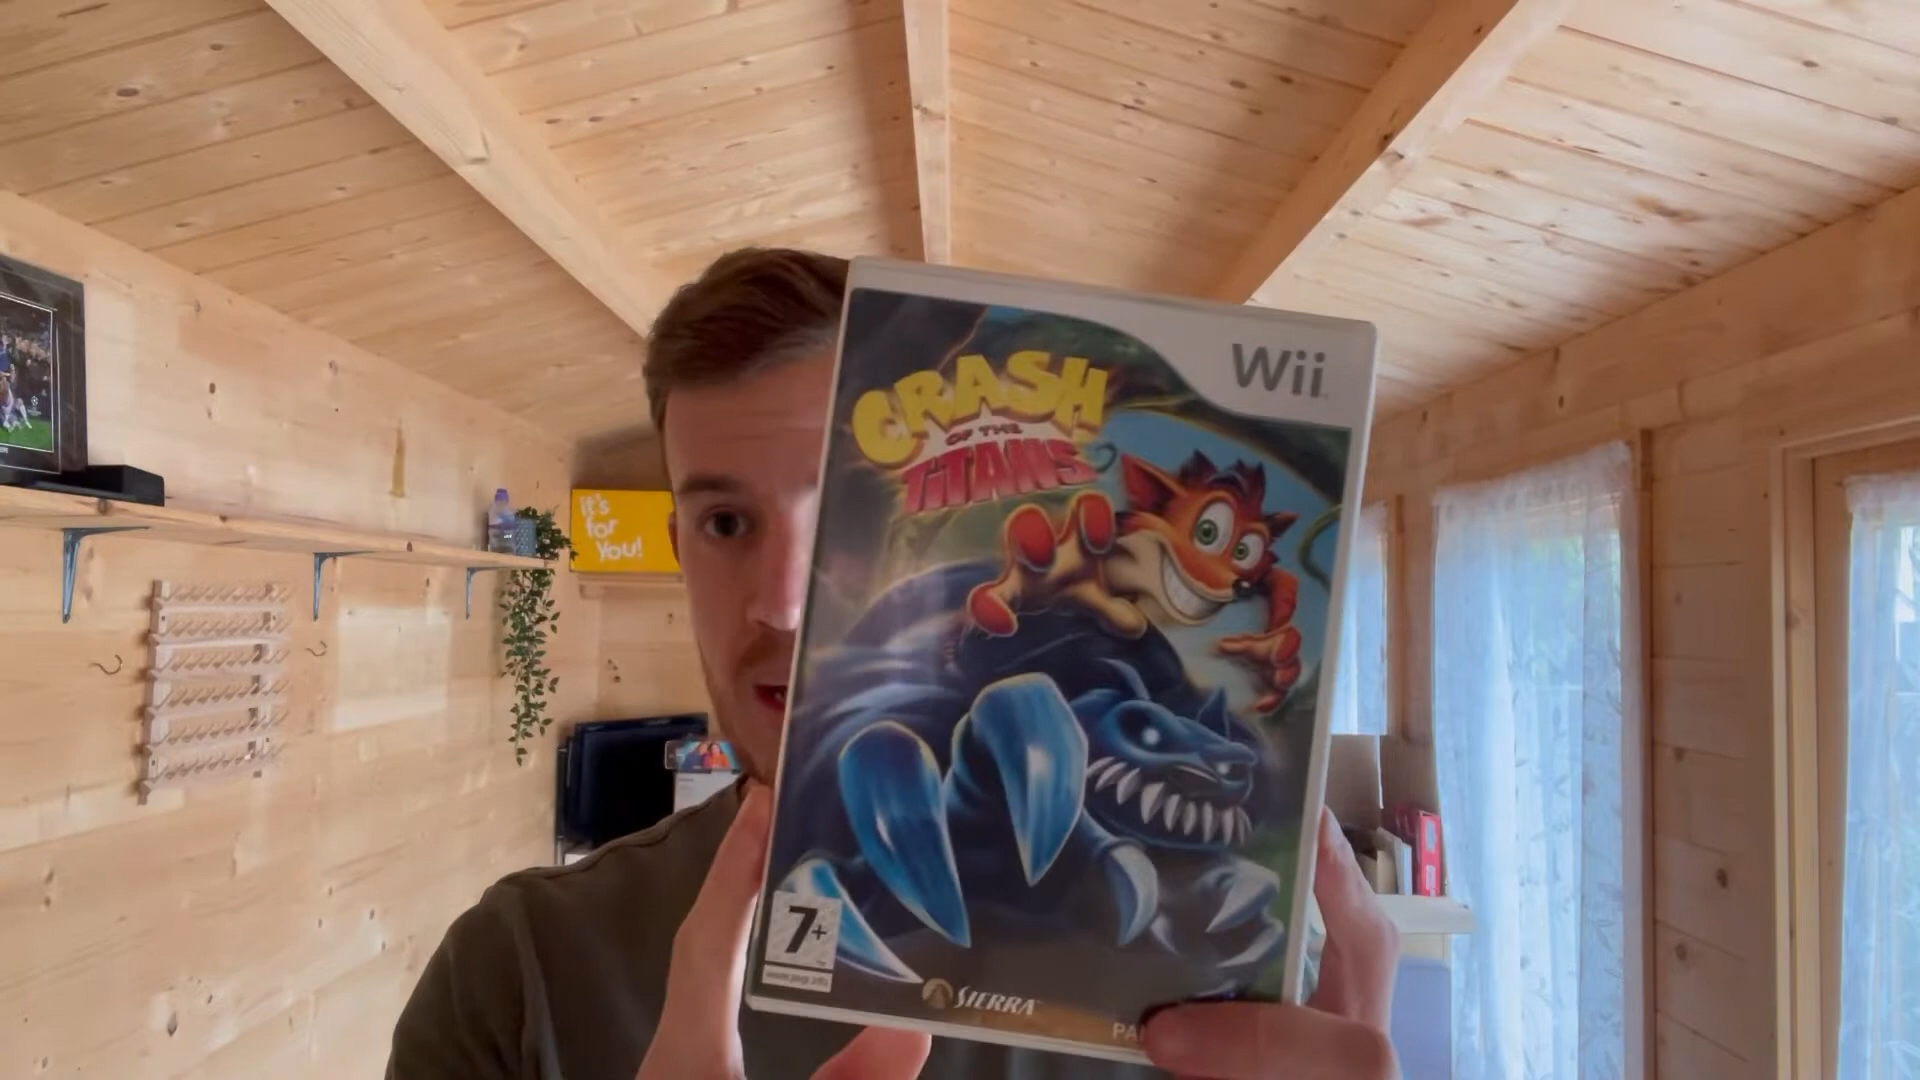 it's
for
You!
Wii
CRASH
OF THE
TITANS
7+
SIERRA
PA